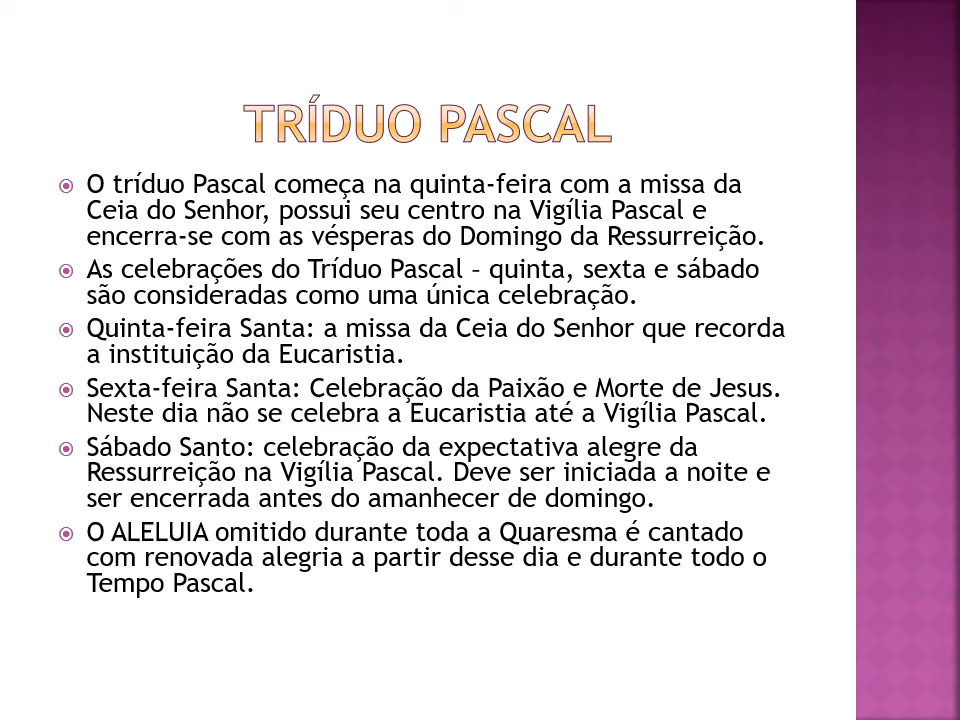 TRÍDUO PASCAL
O tríduo Pascal começa na quinta-feira com a missa da
Ceia do Senhor, possui seu centro na Vigília Pascal e
encerra-se com as vésperas do Domingo da Ressurreição.
As celebrações do Tríduo Pascal – quinta, sexta e sábado
são consideradas como uma única celebração.
Quinta-feira Santa: a missa da Ceia do Senhor que recorda
a instituição da Eucaristia.
Sexta-feira Santa: Celebração da Paixão e Morte de Jesus.
Neste dia não se celebra a Eucaristia até a Vigília Pascal.
Sábado Santo: celebração da expectativa alegre da
Ressurreição na Vigília Pascal. Deve ser iniciada a noite e
ser encerrada antes do amanhecer de domingo.
O ALELUIA omitido durante toda a Quaresma é cantado
com renovada alegria a partir desse dia e durante todo o
Tempo Pascal.